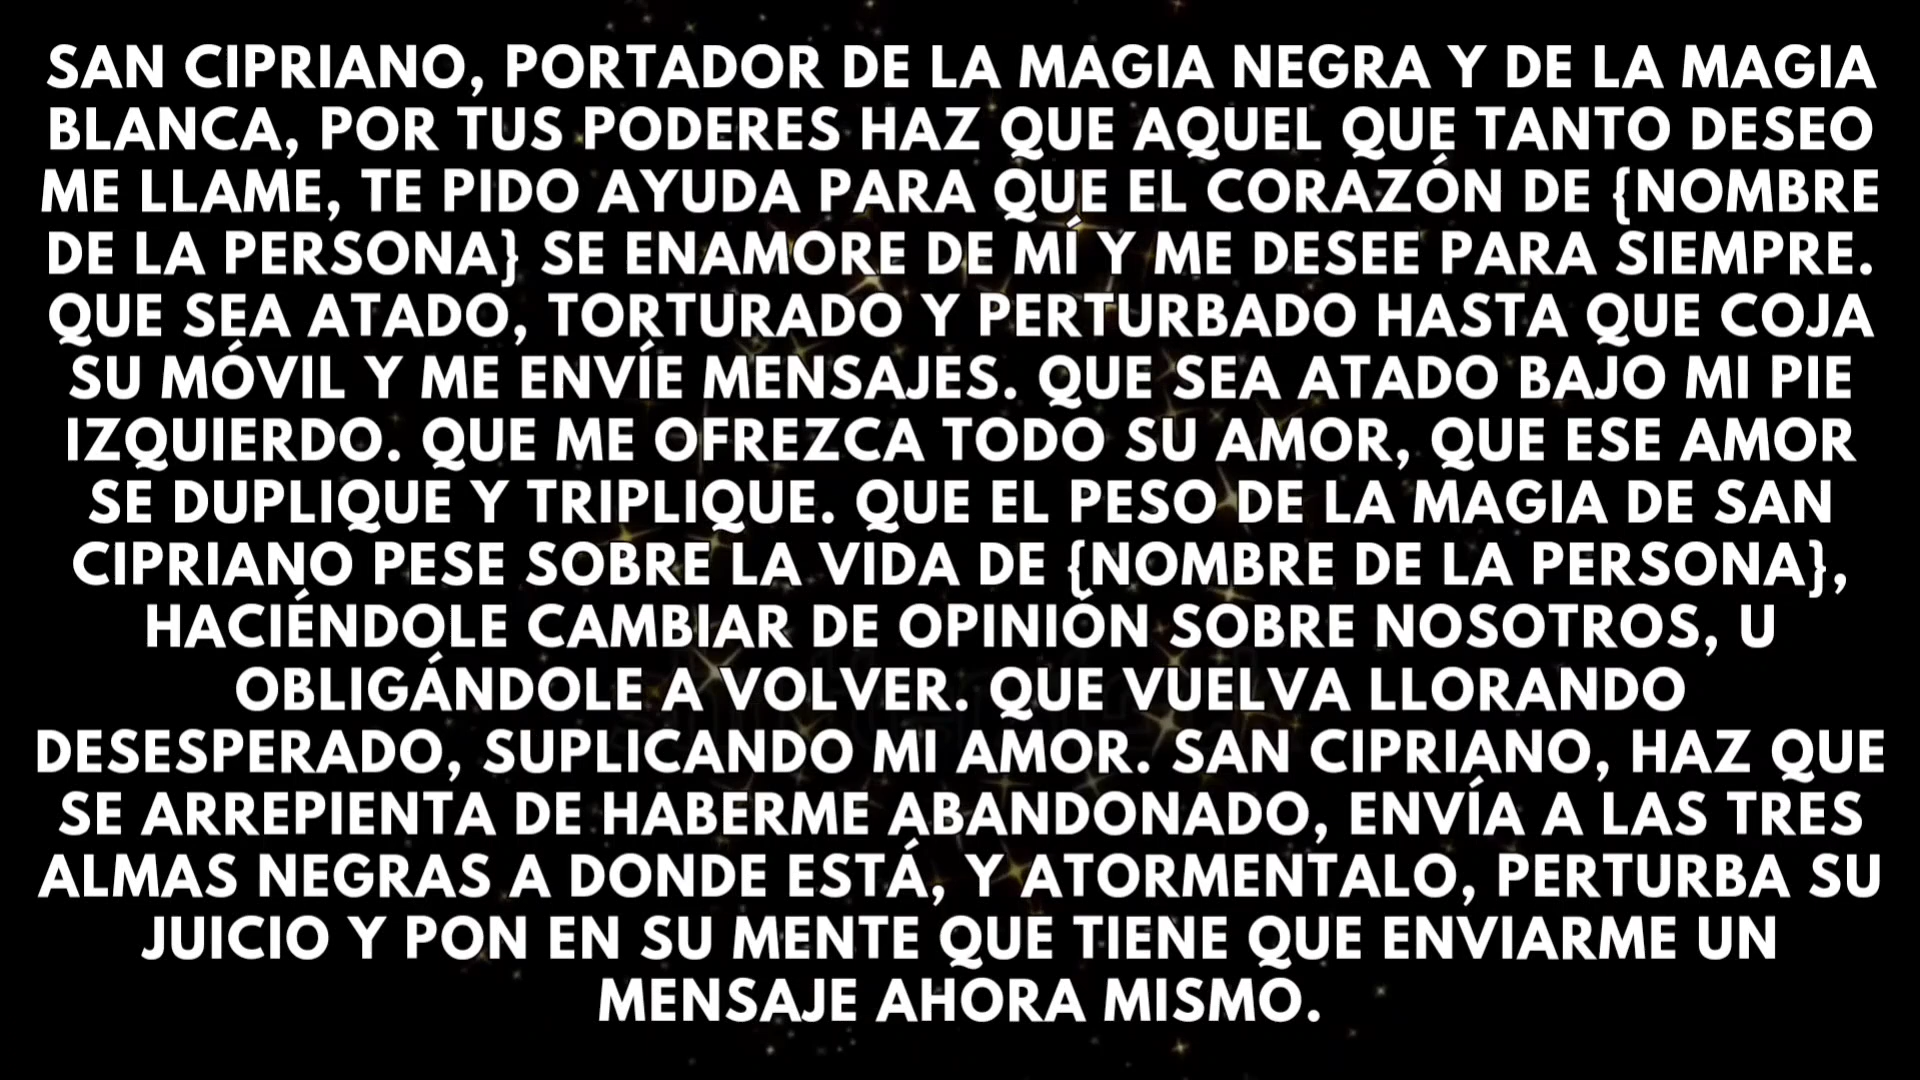 SAN CIPRIANO, PORTADOR DE LA MAGIA NEGRA Y DE LA MAGIA
BLANCA, POR TUS PODERES HAZ QUE AQUEL QUE TANTO DESEO
ME LLAME, TE PIDO AYUDA PARA QUE EL CORAZÓN DE {NOMBRE
DE LA PERSONA} SE ENAMORE DE MÍ Y ME DESEE PARA SIEMPRE.
QUE SEA ATADO, TORTURADO Y PERTURBADO HASTA QUE COJA
SU MÓVIL Y ME ENVÍE MENSAJES. QUE SEA ATADO BAJO MI PIE
IZQUIERDO. QUE ME OFREZCA TODO SU AMOR, QUE ESE AMOR
SE DUPLIQUE Y TRIPLIQUE. QUE EL PESO DE LA MAGIA DE SAN
CIPRIANO PESE SOBRE LA VIDA DE {NOMBRE DE LA PERSONA},
HACIÉNDOLE CAMBIAR DE OPINIÓN SOBRE NOSOTROS, U
OBLIGÁNDOLE A VOLVER. QUE VUELVA LLORANDO
DESESPERADO, SUPLICANDO MI AMOR. SAN CIPRIANO, HAZ QUE
SE ARREPIENTA DE HABERME ABANDONADO, ENVÍA A LAS TRES
ALMAS NEGRAS A DONDE ESTÁ, Y ATORMENTALO, PERTURBA SU
JUICIO Y PON EN SU MENTE QUE TIENE QUE ENVIARME UN
MENSAJE AHORA MISMO.